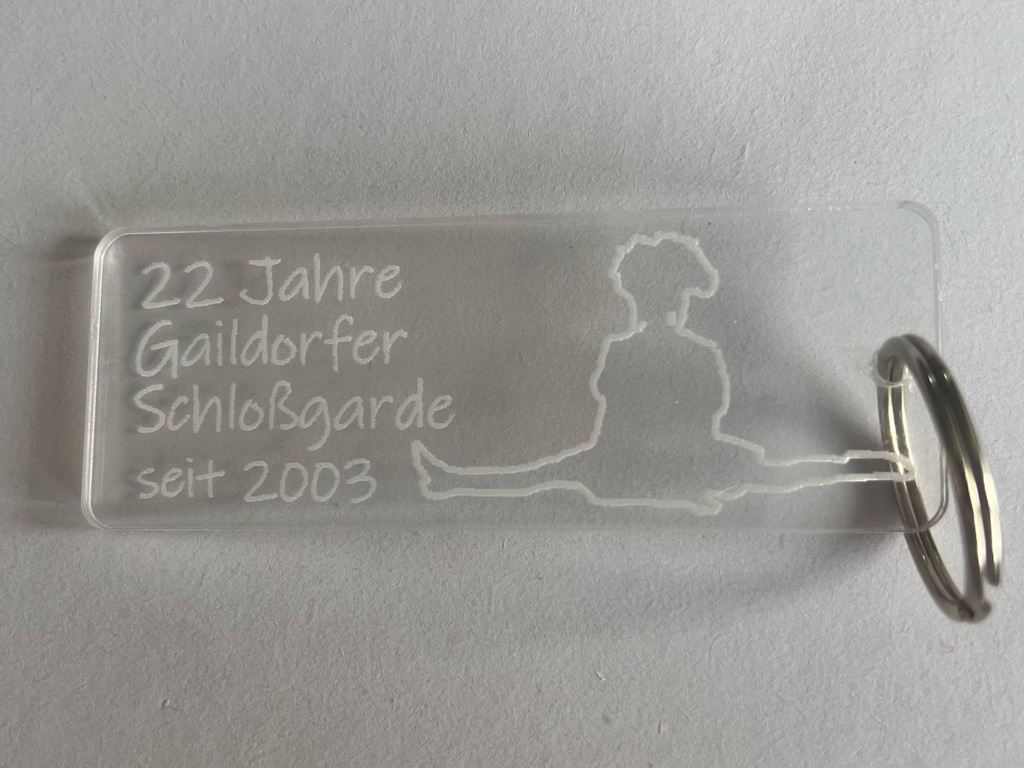 22 Jahre
Gaildorfer
Schloßgarde
seit 2003